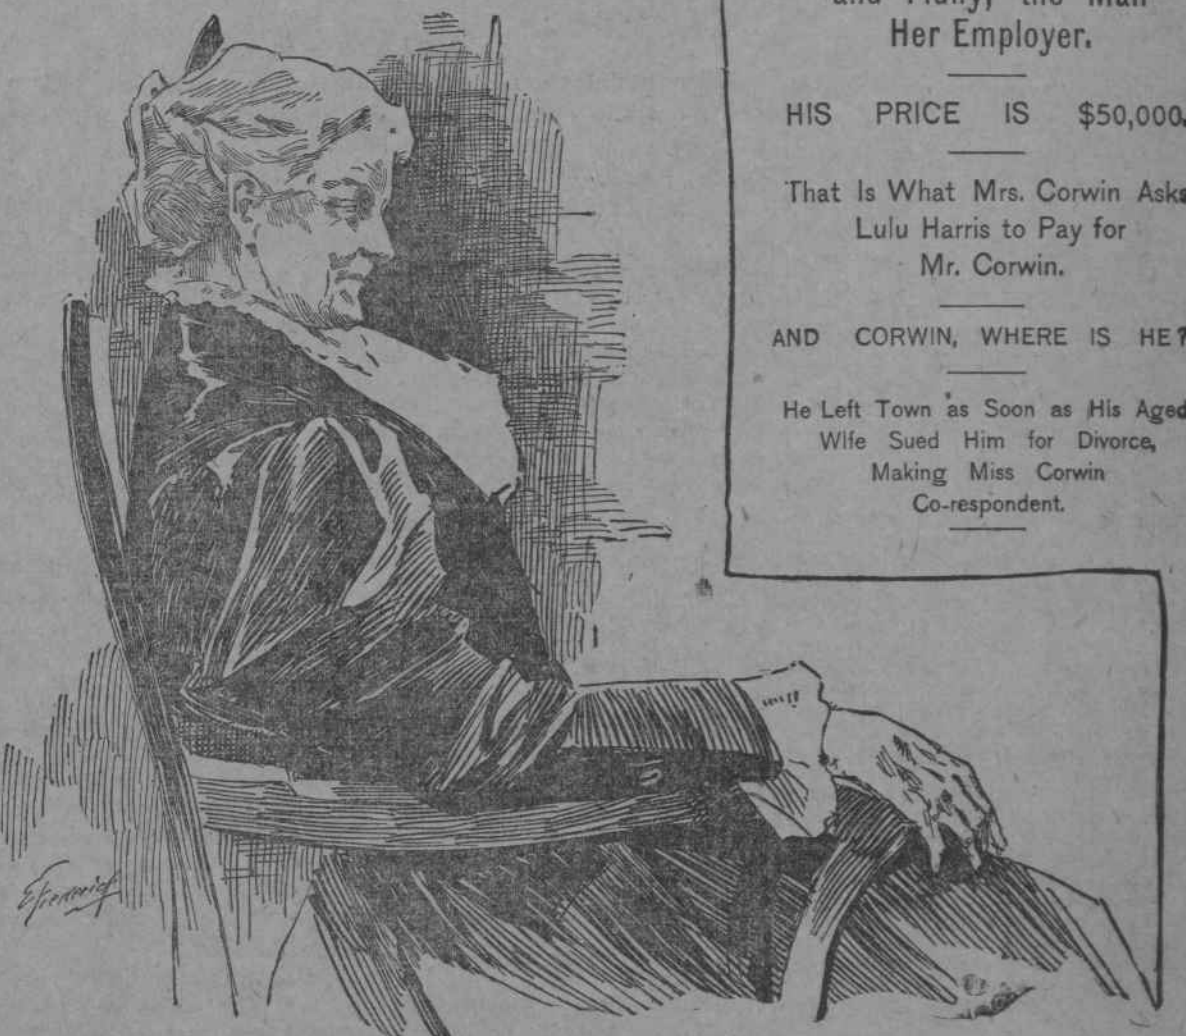 the Man
Her Employer.
HIS PRICE IS $50,000.
That Is What Mrs. Corwin Asks
Lulu Harris to Pay for
Mr. Corwin.
AND CORWIN, WHERE IS HE?
He Left Town as Soon as His Aged
Wife Sued Him for Divorce,
Making Miss Corwin
Co-respondent.